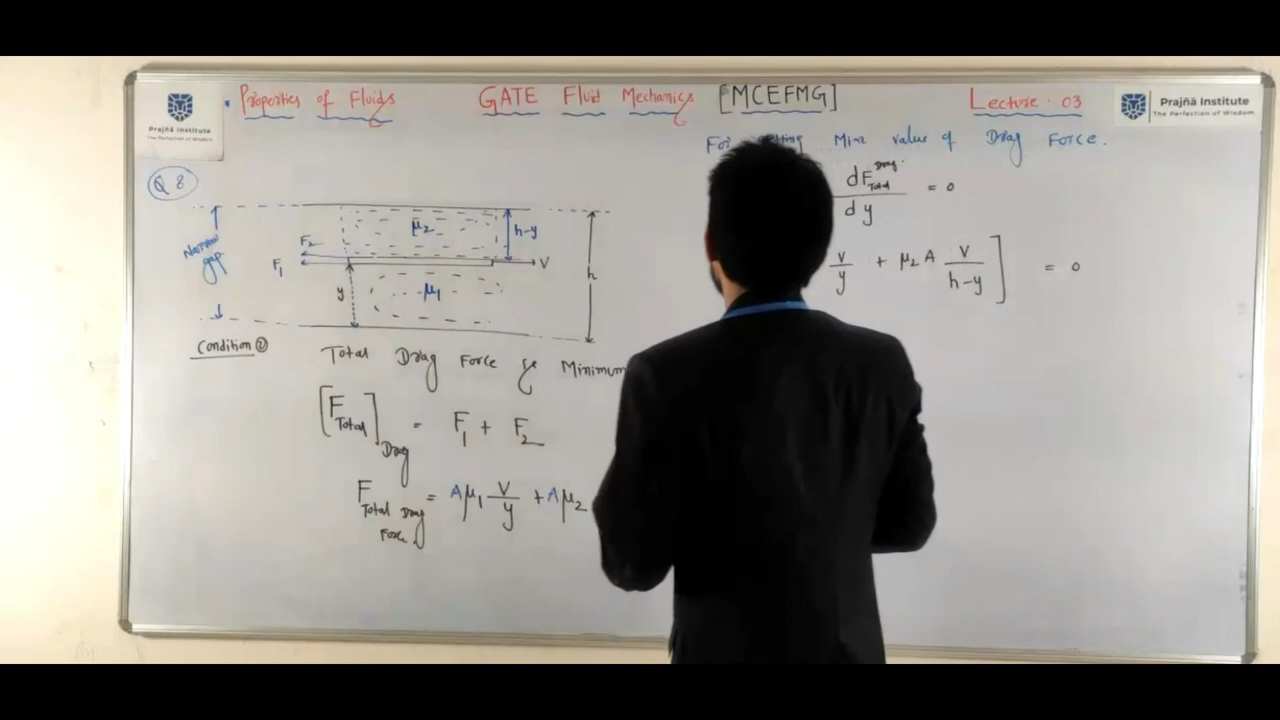 Prajñā Institute
The Perfection of Wisdom
• Properties of Fluids
GATE Fluid Mechanics [MCEFMG]
Lecture : 03
Prajñā Institute
The Perfection of Wisdom
Q 8
Narrow gap
μ₂
h-y
F₂
F₁
V
h
y
μ₁
Condition ②
Total Drag Force is Minimum
[F Total] Drag = F₁ + F₂
F Total Drag Force. = Aμ₁ V/y + Aμ₂
For Min value of Drag Force.
dF Total Drag / dy = 0
V/y + μ₂ A V/(h-y) ] = 0